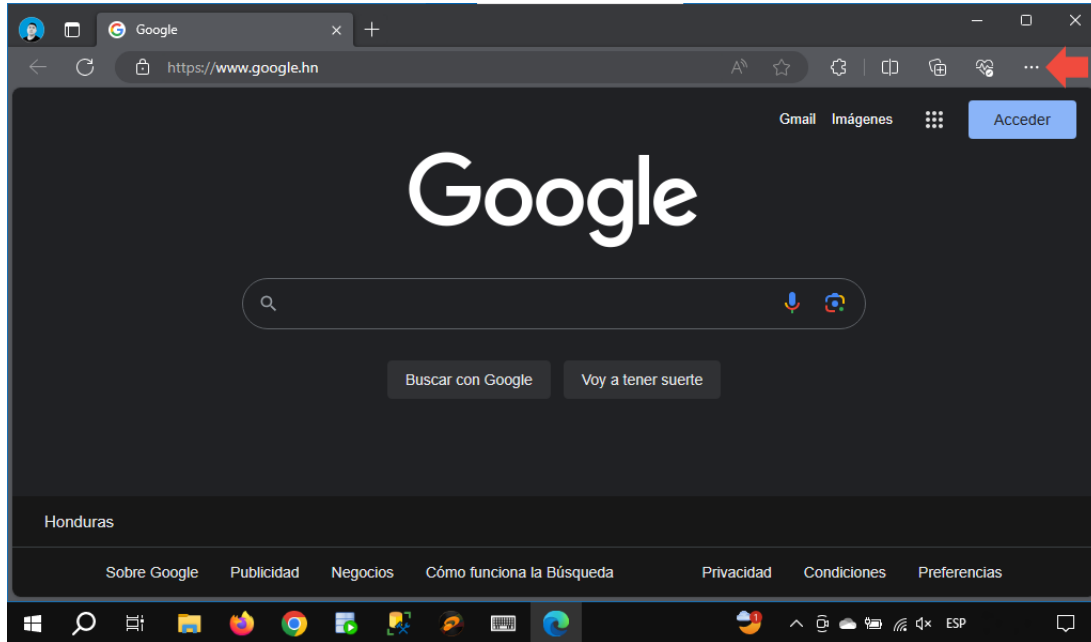 Google
https://www.google.hn
Gmail Imágenes Acceder
Google
Buscar con Google Voy a tener suerte
Honduras
Sobre Google Publicidad Negocios Cómo funciona la Búsqueda Privacidad Condiciones Preferencias
1 ESP